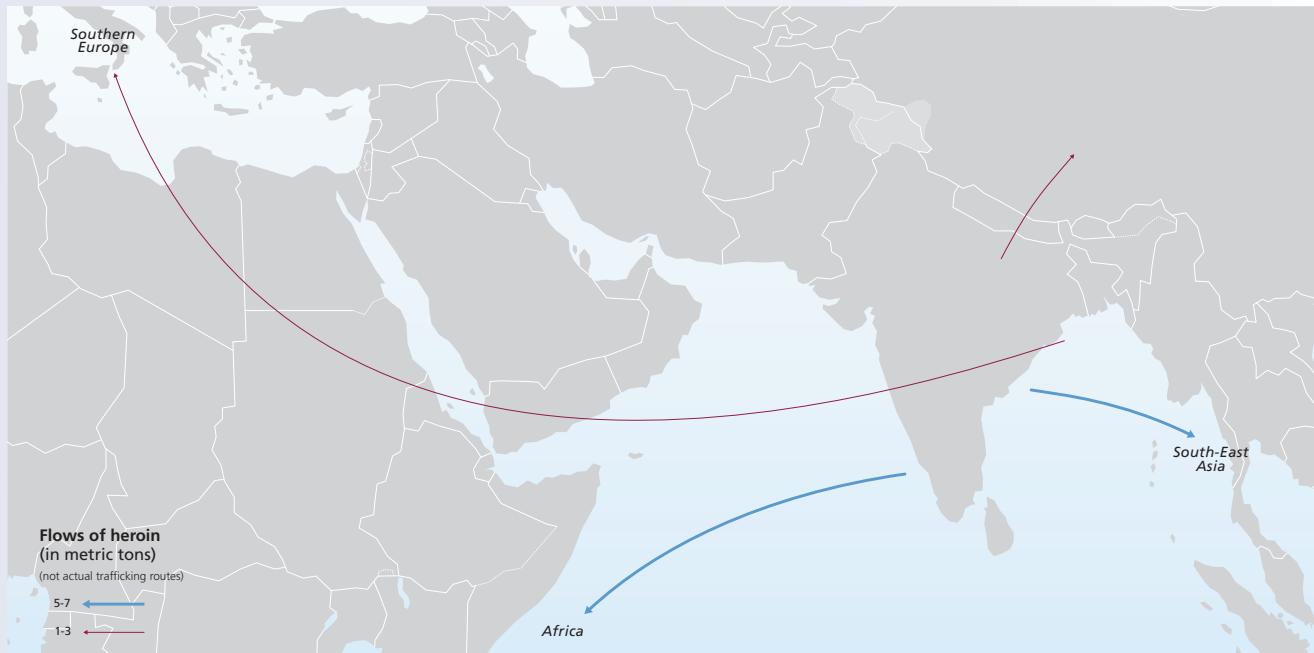 Southern
Europe
South-East
Asia
Africa
Flows of heroin
(in metric tons)
(not actual trafficking routes)
5-7
1-3